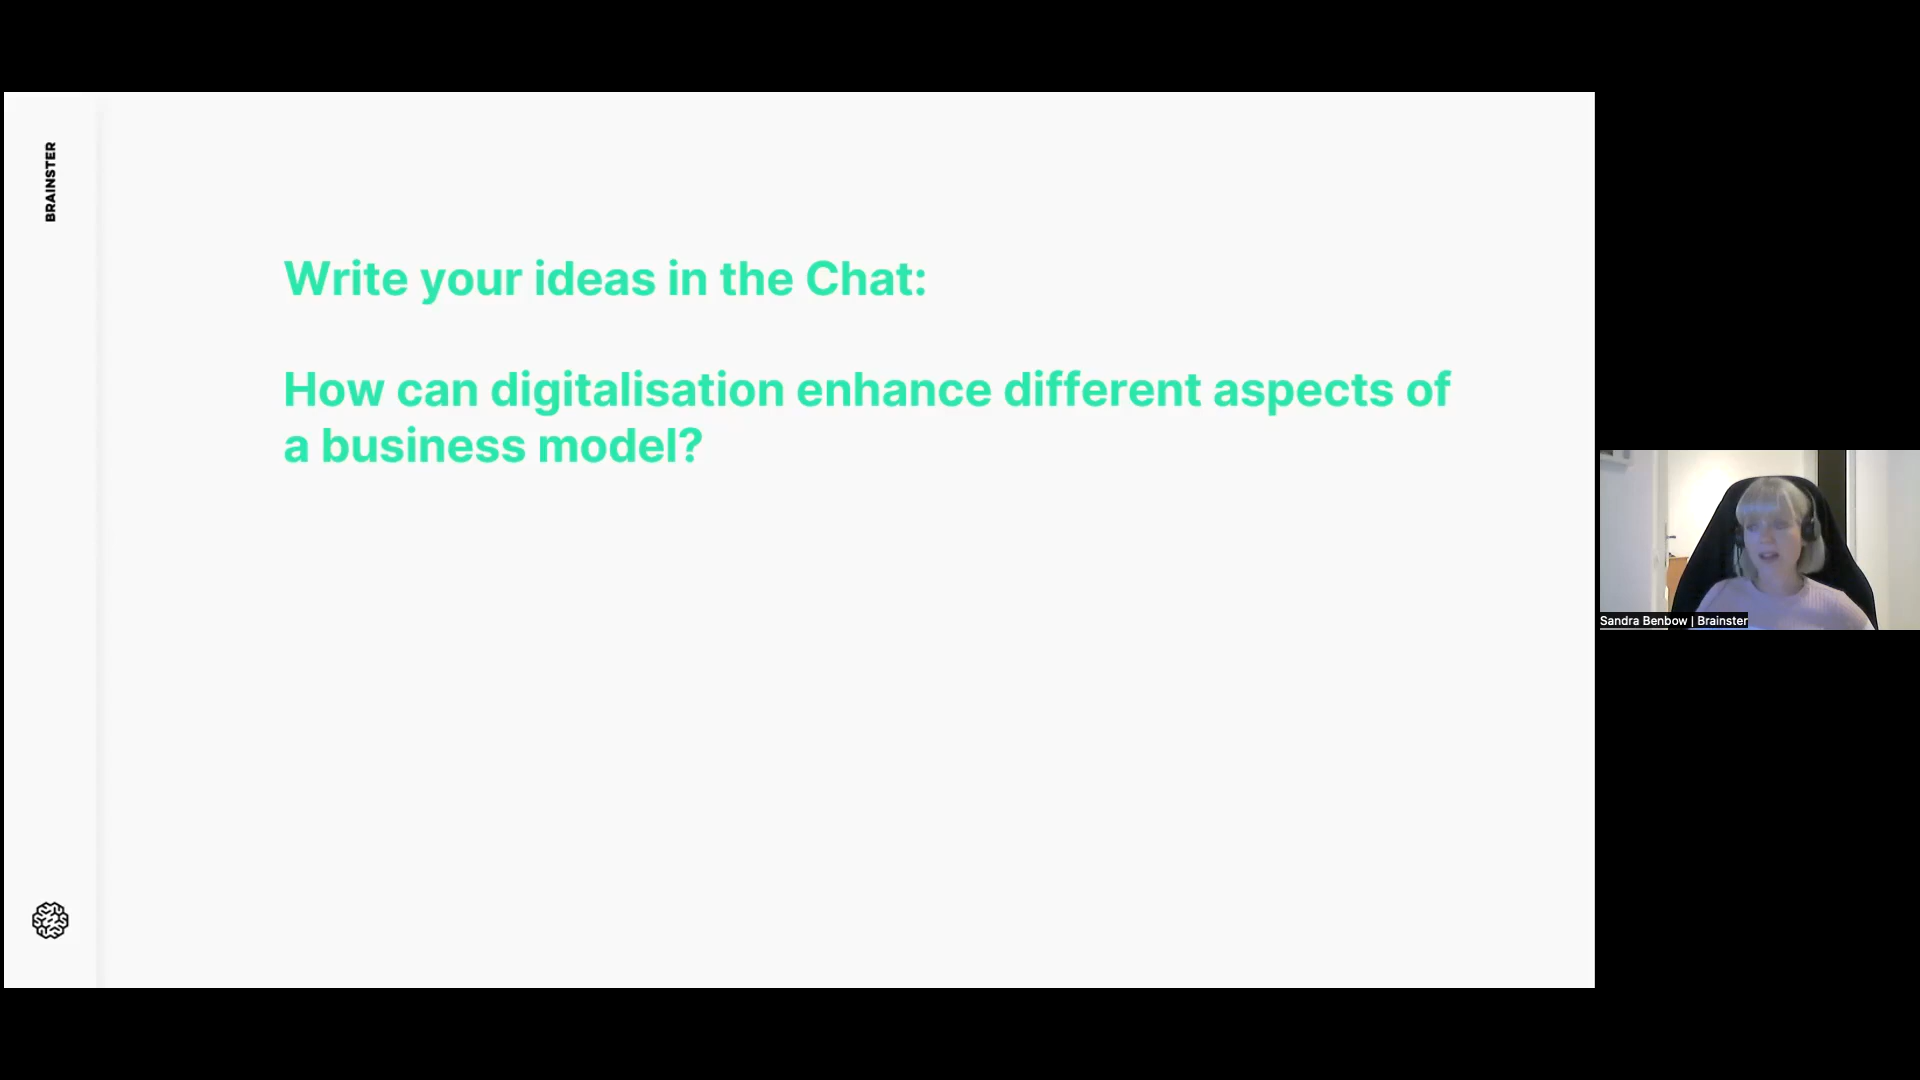 BRAINSTER
Write your ideas in the Chat:
How can digitalisation enhance different aspects of
a business model?
Sandra Benbow | Brainster